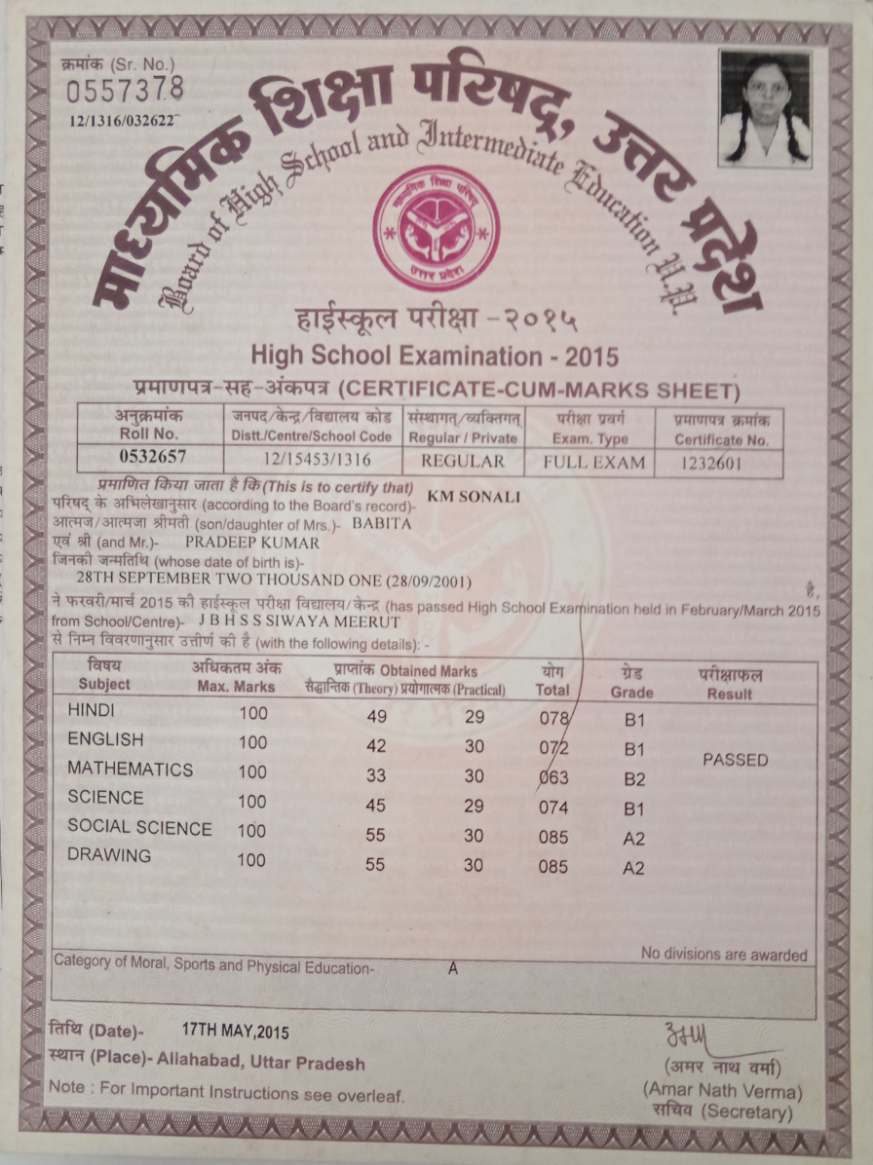 क्रमांक (Sr. No.)
0557378
12/1316/032622
माध्यमिक शिक्षा परिषद्, उत्तर प्रदेश
Board of High School and Intermediate Education U.P.
माध्यमिक शिक्षा परिषद्
उत्तर प्रदेश
हाईस्कूल परीक्षा - २०१५
High School Examination - 2015
प्रमाणपत्र-सह-अंकपत्र (CERTIFICATE-CUM-MARKS SHEET)
अनुक्रमांक जनपद/केन्द्र/विद्यालय कोड संस्थागत्/व्यक्तिगत् परीक्षा प्रवर्ग प्रमाणपत्र क्रमांक
Roll No. Distt./Centre/School Code Regular / Private Exam. Type Certificate No.
0532657 12/15453/1316 REGULAR FULL EXAM 1232601
प्रमाणित किया जाता है कि (This is to certify that)
परिषद् के अभिलेखानुसार (according to the Board's record)- KM SONALI
आत्मज/आत्मजा श्रीमती (son/daughter of Mrs.)- BABITA
एवं श्री (and Mr.)- PRADEEP KUMAR
जिनकी जन्मतिथि (whose date of birth is)-
28TH SEPTEMBER TWO THOUSAND ONE (28/09/2001) है,
ने फरवरी/मार्च 2015 की हाईस्कूल परीक्षा विद्यालय/केन्द्र (has passed High School Examination held in February/March 2015
from School/Centre)- J B H S S SIWAYA MEERUT
से निम्न विवरणानुसार उत्तीर्ण की है (with the following details): -
विषय अधिकतम अंक प्राप्तांक Obtained Marks योग ग्रेड परीक्षाफल
Subject Max. Marks सैद्धान्तिक (Theory) प्रयोगात्मक (Practical) Total Grade Result
HINDI 100 49 29 078 B1
ENGLISH 100 42 30 072 B1
PASSED
MATHEMATICS 100 33 30 063 B2
SCIENCE 100 45 29 074 B1
SOCIAL SCIENCE 100 55 30 085 A2
DRAWING 100 55 30 085 A2
No divisions are awarded
Category of Moral, Sports and Physical Education- A
तिथि (Date)- 17TH MAY,2015
स्थान (Place)- Allahabad, Uttar Pradesh
(अमर नाथ वर्मा)
Note : For Important Instructions see overleaf.
(Amar Nath Verma)
सचिव (Secretary)